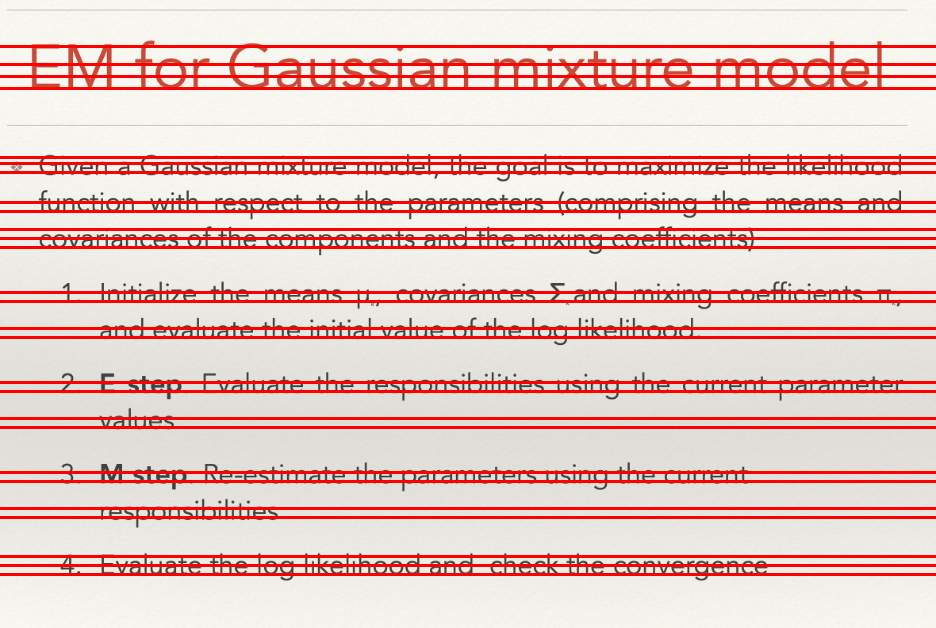 EM for Gaussian mixture model
Given a Gaussian mixture model, the goal is to maximize the likelihood
function with respect to the parameters (comprising the means and
covariances of the components and the mixing coefficients)
1. Initialize the means μ, covariances Σ and mixing coefficients π,
and evaluate the initial value of the log likelihood.
2. E step Evaluate the responsibilities using the current parameter
values
3. M step Re-estimate the parameters using the current
responsibilities
4. Evaluate the log likelihood and check the convergence